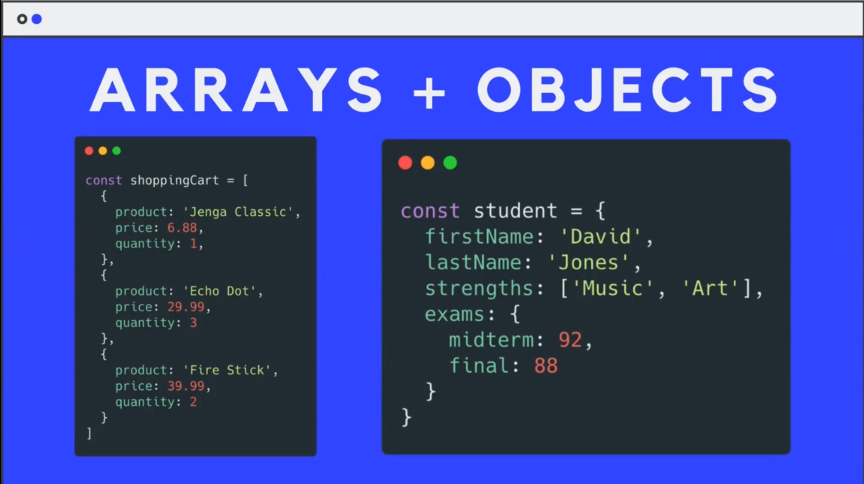 ARRAYS + OBJECTS
const shoppingCart = [
  {
    product: 'Jenga Classic',
    price: 6.88,
    quantity: 1,
  },
  {
    product: 'Echo Dot',
    price: 29.99,
    quantity: 3
  },
  {
    product: 'Fire Stick',
    price: 39.99,
    quantity: 2
  }
]
const student = {
  firstName: 'David',
  lastName: 'Jones',
  strengths: ['Music', 'Art'],
  exams: {
    midterm: 92,
    final: 88
  }
}